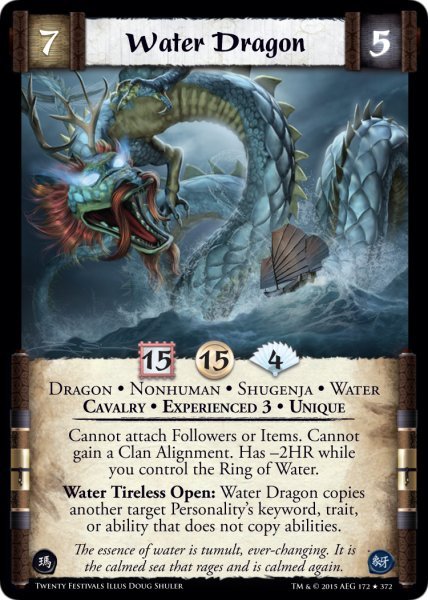 7
Water Dragon
5
15
15
4
Dragon • Nonhuman • Shugenja • Water
Cavalry • Experienced 3 • Unique
Cannot attach Followers or Items. Cannot
gain a Clan Alignment. Has –2HR while
you control the Ring of Water.
Water Tireless Open: Water Dragon copies
another target Personality's keyword, trait,
or ability that does not copy abilities.
The essence of water is tumult, ever-changing. It is
the calmed sea that rages and is calmed again.
瑪
Twenty Festivals Illus Doug Shuler
TM & © 2015 AEG 172 ★ 372